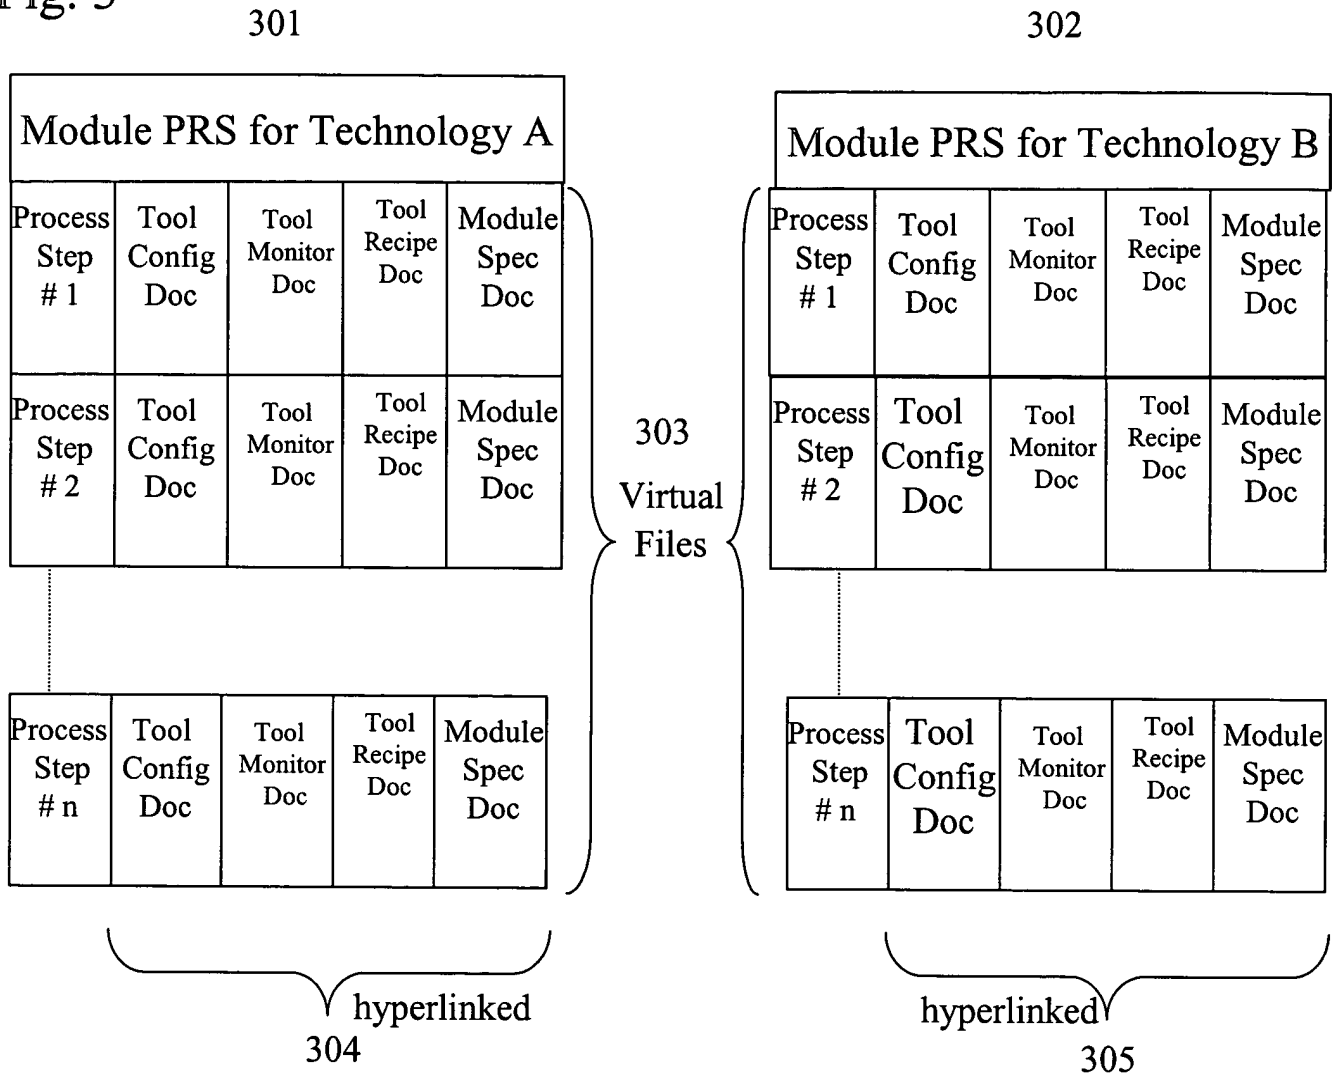 Fig. 3
301
302
Module PRS for Technology A
Process
Step
# 1
Tool
Config
Doc
Tool
Monitor
Doc
Tool
Recipe
Doc
Module
Spec
Doc
Process
Step
# 2
Tool
Config
Doc
Tool
Monitor
Doc
Tool
Recipe
Doc
Module
Spec
Doc
Process
Step
# n
Tool
Config
Doc
Tool
Monitor
Doc
Tool
Recipe
Doc
Module
Spec
Doc
hyperlinked
304
303
Virtual
Files
Module PRS for Technology B
Process
Step
# 1
Tool
Config
Doc
Tool
Monitor
Doc
Tool
Recipe
Doc
Module
Spec
Doc
Process
Step
# 2
Tool
Config
Doc
Tool
Monitor
Doc
Tool
Recipe
Doc
Module
Spec
Doc
Process
Step
# n
Tool
Config
Doc
Tool
Monitor
Doc
Tool
Recipe
Doc
Module
Spec
Doc
hyperlinked
305